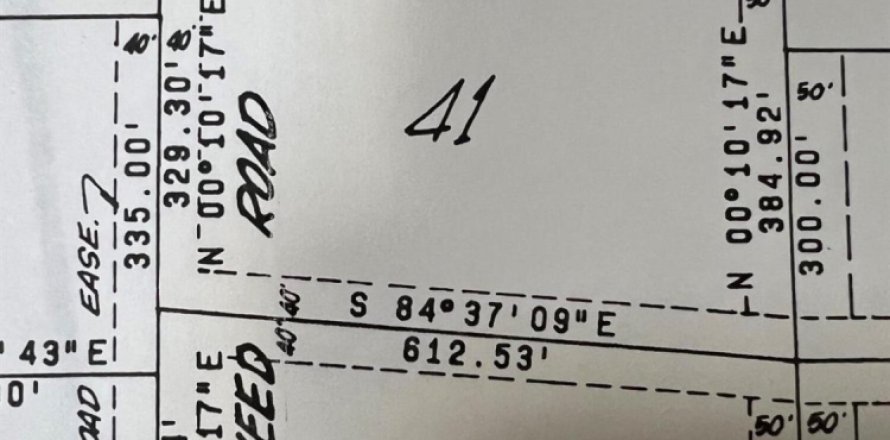 40' 40'
335.00'
329.30'
N 00°10'17"E
ROAD
EASE.
41
N 00°10'17"E
384.92'
50'
300.00'
40' 40'
S 84°37'09"E
612.53'
43"E
0'
17"E
50' 50'